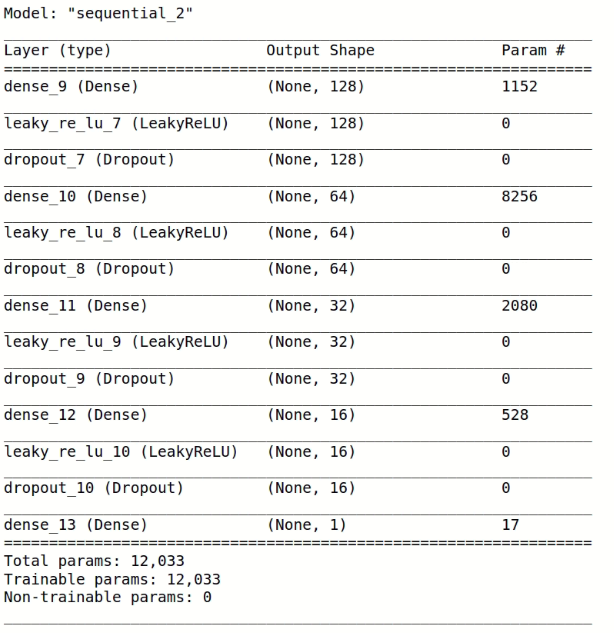 Model: "sequential_2"
Layer (type) Output Shape Param #
dense_9 (Dense) (None, 128) 1152
leaky_re_lu_7 (LeakyReLU) (None, 128) 0
dropout_7 (Dropout) (None, 128) 0
dense_10 (Dense) (None, 64) 8256
leaky_re_lu_8 (LeakyReLU) (None, 64) 0
dropout_8 (Dropout) (None, 64) 0
dense_11 (Dense) (None, 32) 2080
leaky_re_lu_9 (LeakyReLU) (None, 32) 0
dropout_9 (Dropout) (None, 32) 0
dense_12 (Dense) (None, 16) 528
leaky_re_lu_10 (LeakyReLU) (None, 16) 0
dropout_10 (Dropout) (None, 16) 0
dense_13 (Dense) (None, 1) 17
Total params: 12,033
Trainable params: 12,033
Non-trainable params: 0